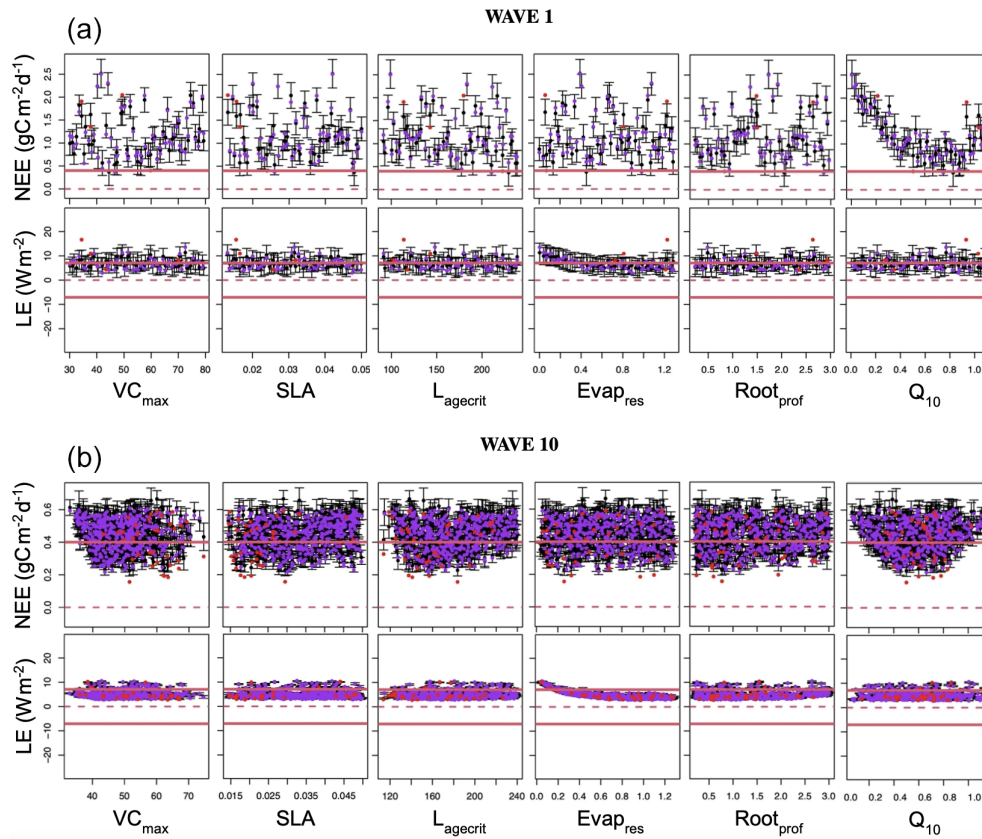 WAVE 1
(a)
NEE (gCm-2d-1)
0.0 0.5 1.0 1.5 2.0 2.5
LE (Wm-2)
-20 -10 0 10 20
30 40 50 60 70 80
0.02 0.03 0.04 0.05
100 150 200
0.0 0.2 0.4 0.6 0.8 1.2
0.5 1.0 1.5 2.0 2.5 3.0
0.0 0.2 0.4 0.6 0.8 1.0
VCmax SLA Lagecrit Evapres Rootprof Q10
WAVE 10
(b)
NEE (gCm-2d-1)
0.0 0.2 0.4 0.6
LE (Wm-2)
-20 -10 0 10 20
40 50 60 70
0.015 0.025 0.035 0.045
120 160 200 240
0.0 0.2 0.4 0.6 0.8 1.2
0.5 1.0 1.5 2.0 2.5 3.0
0.0 0.2 0.4 0.6 0.8 1.0
VCmax SLA Lagecrit Evapres Rootprof Q10